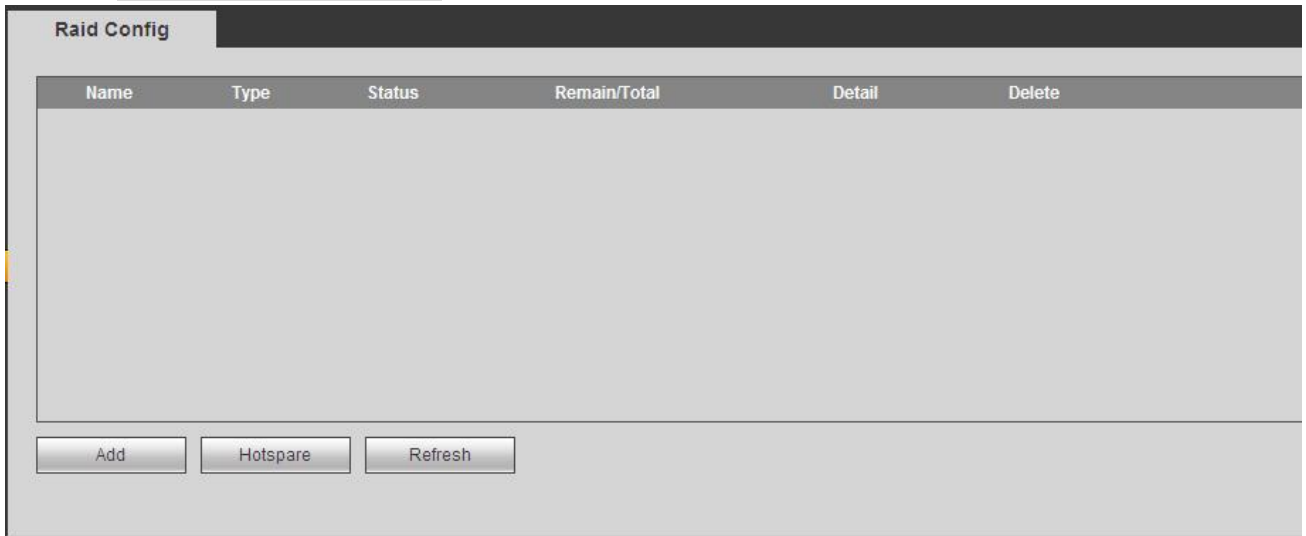 Raid Config
Name Type Status Remain/Total Detail Delete
Add Hotspare Refresh